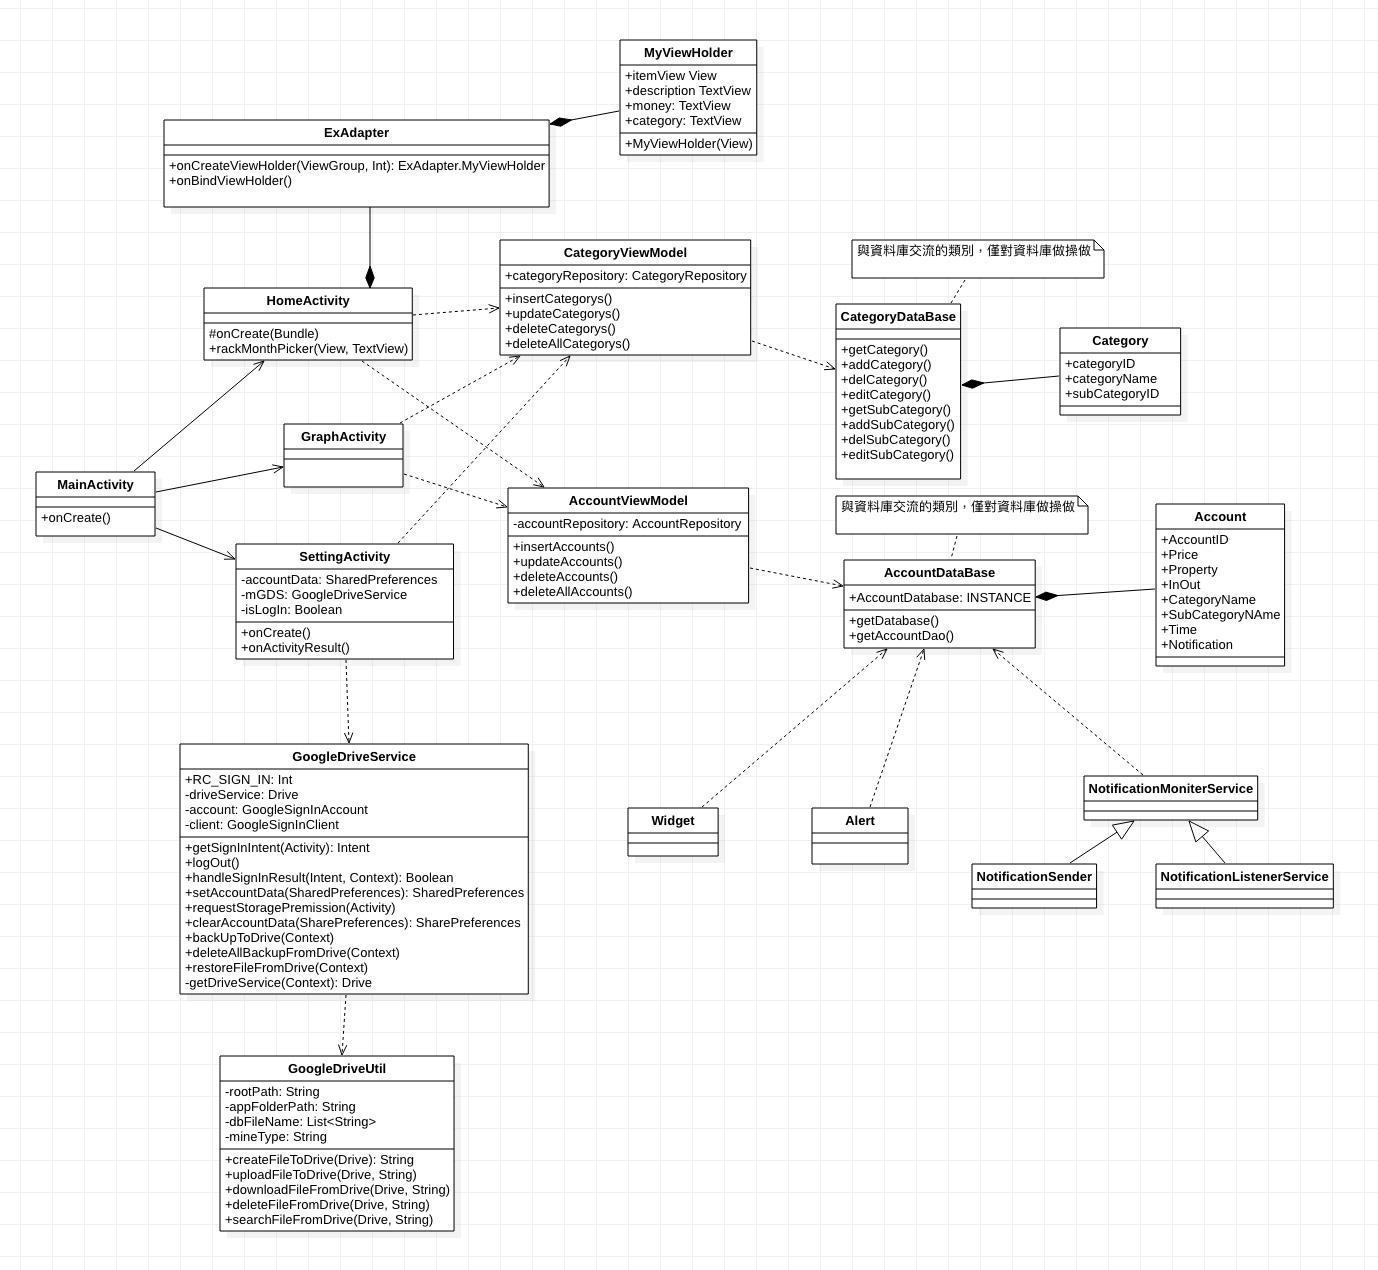 MyViewHolder
+itemView View
+description TextView
+money: TextView
+category: TextView
+MyViewHolder(View)
ExAdapter
+onCreateViewHolder(ViewGroup, Int): ExAdapter.MyViewHolder
+onBindViewHolder()
CategoryViewModel
+categoryRepository: CategoryRepository
+insertCategorys()
+updateCategorys()
+deleteCategorys()
+deleteAllCategorys()
與資料庫交流的類別，僅對資料庫做操做
HomeActivity
#onCreate(Bundle)
+rackMonthPicker(View, TextView)
CategoryDataBase
+getCategory()
+addCategory()
+delCategory()
+editCategory()
+getSubCategory()
+addSubCategory()
+delSubCategory()
+editSubCategory()
Category
+categoryID
+categoryName
+subCategoryID
GraphActivity
MainActivity
+onCreate()
AccountViewModel
-accountRepository: AccountRepository
+insertAccounts()
+updateAccounts()
+deleteAccounts()
+deleteAllAccounts()
與資料庫交流的類別，僅對資料庫做操做
Account
+AccountID
+Price
+Property
+InOut
+CategoryName
+SubCategoryNAme
+Time
+Notification
SettingActivity
-accountData: SharedPreferences
-mGDS: GoogleDriveService
-isLogIn: Boolean
+onCreate()
+onActivityResult()
AccountDataBase
+AccountDatabase: INSTANCE
+getDatabase()
+getAccountDao()
GoogleDriveService
+RC_SIGN_IN: Int
-driveService: Drive
-account: GoogleSignInAccount
-client: GoogleSignInClient
+getSignInIntent(Activity): Intent
+logOut()
+handleSignInResult(Intent, Context): Boolean
+setAccountData(SharedPreferences): SharedPreferences
+requestStoragePremission(Activity)
+clearAccountData(SharePreferences): SharePreferences
+backUpToDrive(Context)
+deleteAllBackupFromDrive(Context)
+restoreFileFromDrive(Context)
-getDriveService(Context): Drive
Widget
Alert
NotificationMoniterService
NotificationSender
NotificationListenerService
GoogleDriveUtil
-rootPath: String
-appFolderPath: String
-dbFileName: List<String>
-mineType: String
+createFileToDrive(Drive): String
+uploadFileToDrive(Drive, String)
+downloadFileFromDrive(Drive, String)
+deleteFileFromDrive(Drive, String)
+searchFileFromDrive(Drive, String)